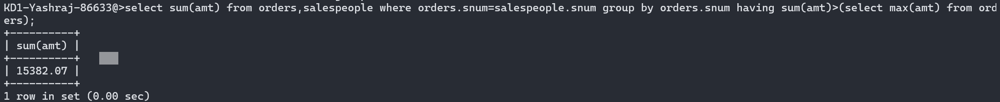 KD1-Yashraj-86633@>select sum(amt) from orders,salespeople where orders.snum=salespeople.snum group by orders.snum having sum(amt)>(select max(amt) from ord
ers);
+----------+
| sum(amt) |
+----------+
| 15382.07 |
+----------+
1 row in set (0.00 sec)